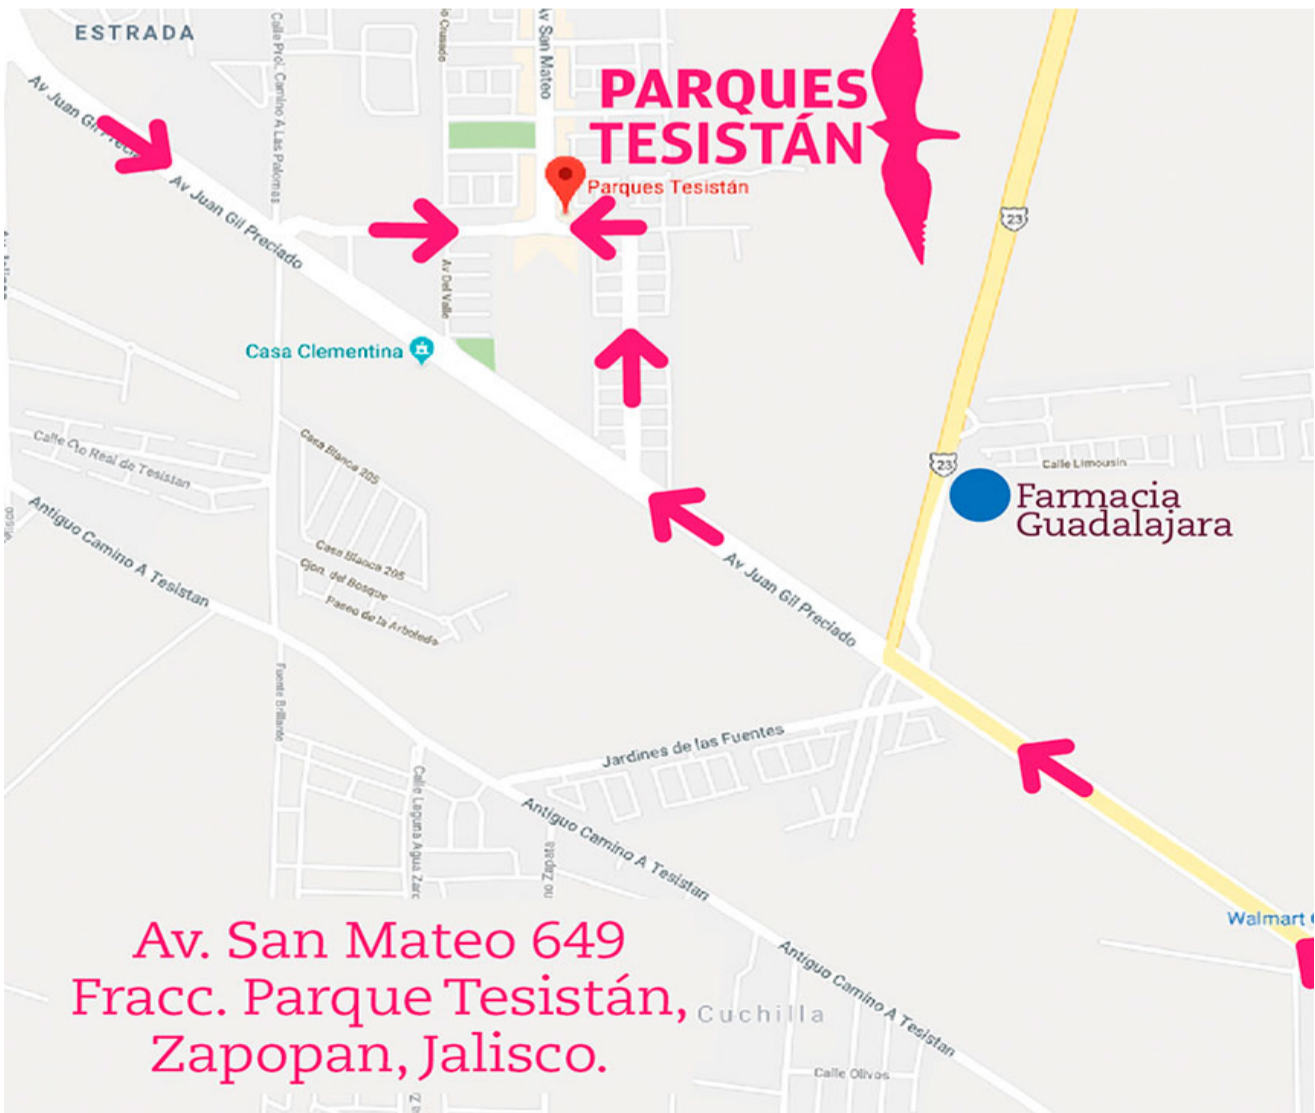 ESTRADA
Calle Prol. Camino A Las Palomas
Av San Mateo
PARQUES
TESISTÁN
Parques Tesistán
Av Juan Gil Preciado
Av Juan Gil Preciado
23
Av Del Valle
Casa Clementina
Casa Blanca 205
Calle Cto Real de Tesistan
23
Calle Limousin
Farmacia
Guadalajara
Antiguo Camino A Tesistan
Casa Blanca 205
Cjon. del Bosque
Paseo de la Arboleda
Av Juan Gil Preciado
Fuente Brillante
Jardines de las Fuentes
Calle Laguna Agua Zarc
Antiguo Camino A Tesistan
no Zapata
Walmart
Av. San Mateo 649
Fracc. Parque Tesistán,
Zapopan, Jalisco.
Cuchilla
Antiguo Camino A Tesistan
Calle Olivos